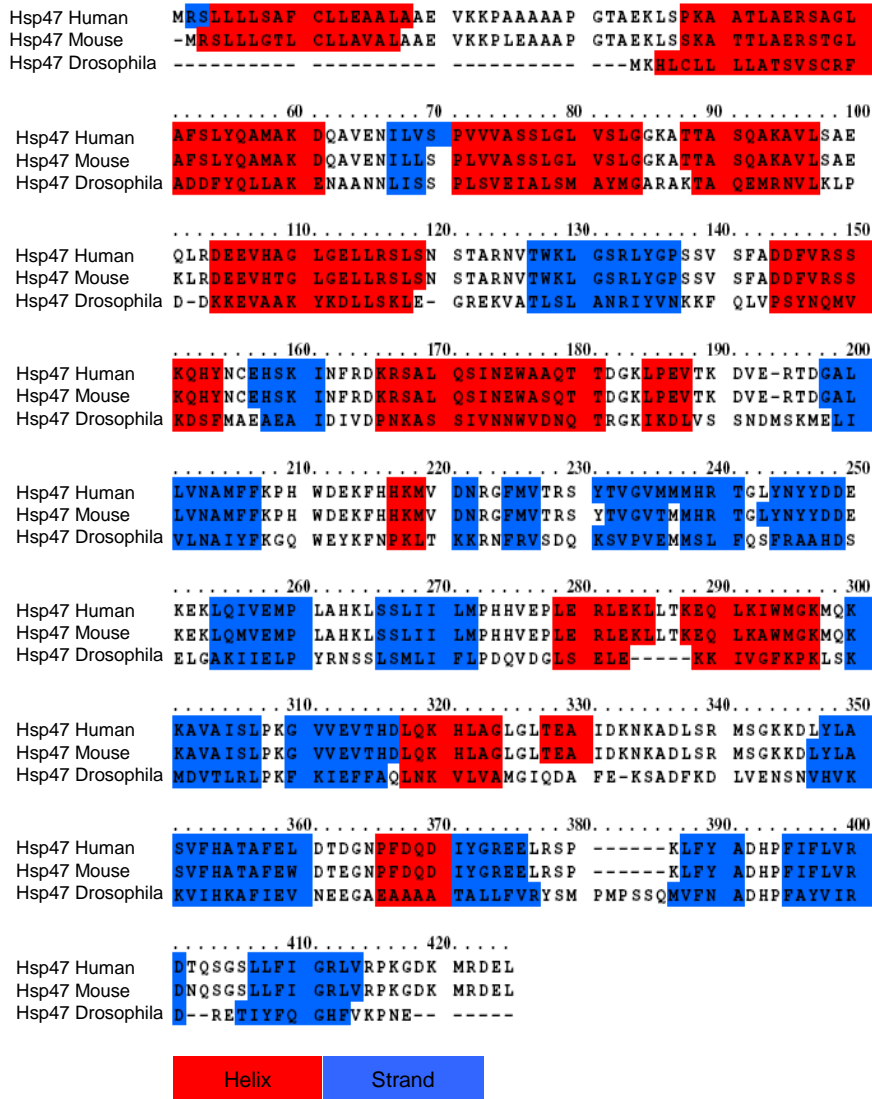 Hsp47 Human MRSLLLLSAF CLLEAALAAE VKKPAAAAAP GTAEKLSPKA ATLAERSAGL
Hsp47 Mouse -MRSLLLGTLC LLAVALAAE VKKPLEAAAP GTAEKLSSKA TTLAERSTGL
Hsp47 Drosophila ---------- ---------- ---------- ----MKHLCLL LLATSVSCRF
. . . . . . . . 60 . . . . . . . . 70 . . . . . . . . 80 . . . . . . . . 90 . . . . . . . . 100
Hsp47 Human AFSLYQAMAK DQAVENILVS PVVVASSLGL VSLGGKATTA SQAKAVLSAE
Hsp47 Mouse AFSLYQAMAK DQAVENILLS PLVVASSLGL VSLGGKATTA SQAKAVLSAE
Hsp47 Drosophila ADDFYQLLAK ENAANNLISS PLSVEIALSM AYMGARAKTA QEMRNVLKLP
. . . . . . . . 110 . . . . . . . . 120 . . . . . . . . 130 . . . . . . . . 140 . . . . . . . . 150
Hsp47 Human QLRDEEVHAG LGELLRSLSN STARNVTWKL GSRLYGPSSV SFADDFVRSS
Hsp47 Mouse KLRDEEVHTG LGELLRSLSN STARNVTWKL GSRLYGPSSV SFADDFVRSS
Hsp47 Drosophila D-DKKEVAAK YKDLLSKLE- GREKVATLSL ANRIYVNKKF QLVPSYNQMV
. . . . . . . . 160 . . . . . . . . 170 . . . . . . . . 180 . . . . . . . . 190 . . . . . . . . 200
Hsp47 Human KQHYNCEHSK INFRDKRSAL QSINEWAAQT TDGKLPEVTK DVE-RTDGAL
Hsp47 Mouse KQHYNCEHSK INFRDKRSAL QSINEWASQT TDGKLPEVTK DVE-RTDGAL
Hsp47 Drosophila KDSFMAEAEA IDIVDPNKAS SIVNNWVDNQ TRGKIKDLVS SNDMSKMELI
. . . . . . . . 210 . . . . . . . . 220 . . . . . . . . 230 . . . . . . . . 240 . . . . . . . . 250
Hsp47 Human LVNAMFFKPH WDEKFHHKMV DNRGFMVTRS YTVGVMMMHR TGLYNYYDDE
Hsp47 Mouse LVNAMFFKPH WDEKFHHKMV DNRGFMVTRS YTVGVTMMHR TGLYNYYDDE
Hsp47 Drosophila VLNAIYFKGQ WEYKFNPKLT KKRNFRVSDQ KSVPVEMMSL FQSFRAAHDS
. . . . . . . . 260 . . . . . . . . 270 . . . . . . . . 280 . . . . . . . . 290 . . . . . . . . 300
Hsp47 Human KEKLQIVEMP LAHKLSSLII LMPHHVEPLE RLEKLLTKEQ LKIWMGKMQK
Hsp47 Mouse KEKLQMVEMP LAHKLSSLII LMPHHVEPLE RLEKLLTKEQ LKAWMGKMQK
Hsp47 Drosophila ELGAKIIELP YRNSSLSMLI FLPDQVDGLS ELE-----KK IVGFKPKLSK
. . . . . . . . 310 . . . . . . . . 320 . . . . . . . . 330 . . . . . . . . 340 . . . . . . . . 350
Hsp47 Human KAVAISLPKG VVEVTHDLQK HLAGLGLTEA IDKNKADLSR MSGKKDLYLA
Hsp47 Mouse KAVAISLPKG VVEVTHDLQK HLAGLGLTEA IDKNKADLSR MSGKKDLYLA
Hsp47 Drosophila MDVTLRLPKF KIEFFAQLNK VLVAMGIQDA FE-KSADFKD LVENSNVHVK
. . . . . . . . 360 . . . . . . . . 370 . . . . . . . . 380 . . . . . . . . 390 . . . . . . . . 400
Hsp47 Human SVFHATAFEL DTDGNPFDQD IYGREELRSP ------KLFY ADHPFIFLVR
Hsp47 Mouse SVFHATAFEW DTEGNPFDQD IYGREELRSP ------KLFY ADHPFIFLVR
Hsp47 Drosophila KVIHKAFIEV NEEGAEAAAA TALLFVRYSM PMPSSQMVFN ADHPFAYVIR
. . . . . . . . 410 . . . . . . . . 420 . . . . .
Hsp47 Human DTQSGSLLFI GRLVRPKGDK MRDEL
Hsp47 Mouse DNQSGSLLFI GRLVRPKGDK MRDEL
Hsp47 Drosophila D--RETIYFQ GHFVKPNE-- -----
Helix Strand